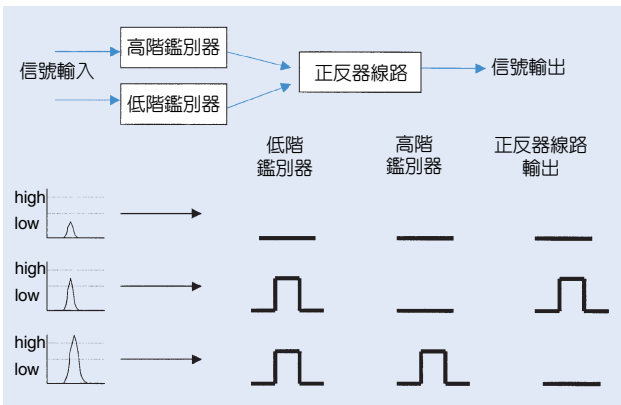 高階鑑別器
信號輸入
低階鑑別器
正反器線路
信號輸出
低階
鑑別器
高階
鑑別器
正反器線路
輸出
high
low
high
low
high
low